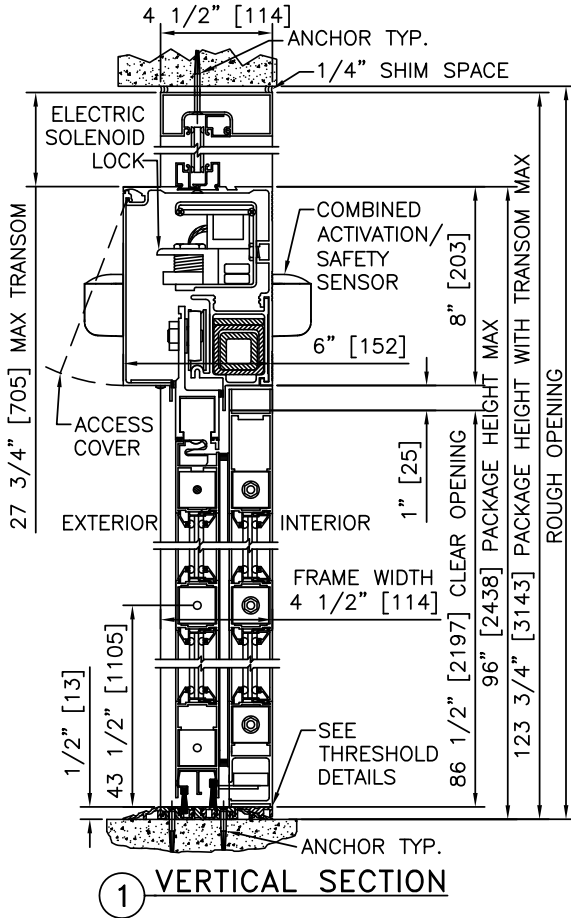 4 1/2" [114]
ANCHOR TYP.
1/4" SHIM SPACE
ELECTRIC
SOLENOID
LOCK
COMBINED
ACTIVATION/
SAFETY
SENSOR
27 3/4" [705] MAX TRANSOM
8" [203]
6" [152]
ACCESS
COVER
1" [25]
EXTERIOR
INTERIOR
FRAME WIDTH
4 1/2" [114]
1/2" [13]
43 1/2" [1105]
86 1/2" [2197] CLEAR OPENING
96" [2438] PACKAGE HEIGHT MAX
123 3/4" [3143] PACKAGE HEIGHT WITH TRANSOM MAX
ROUGH OPENING
SEE
THRESHOLD
DETAILS
ANCHOR TYP.
1 VERTICAL SECTION